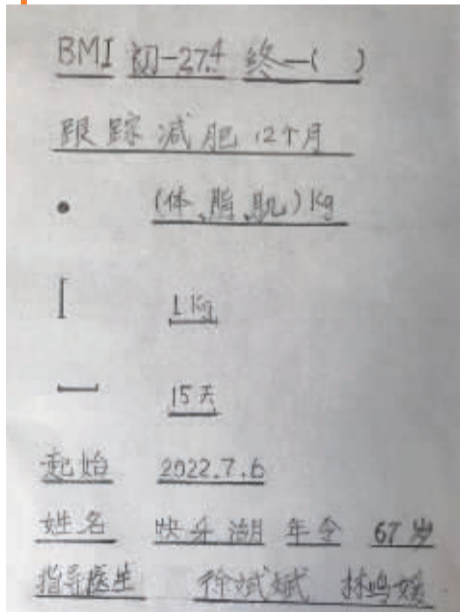 BMI 初-27.4 终-( )
跟踪减肥12个月
• (体、脂、肌)kg
[ 1kg
— 15天
起始 2022.7.6
姓名 快乐湖 年令 67岁
指导医生 徐斌斌 林鸣媛